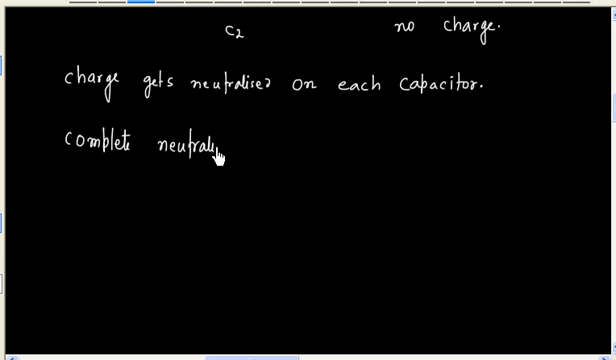 C2 no charge.
charge gets neutralised on each capacitor.
complete neutrali